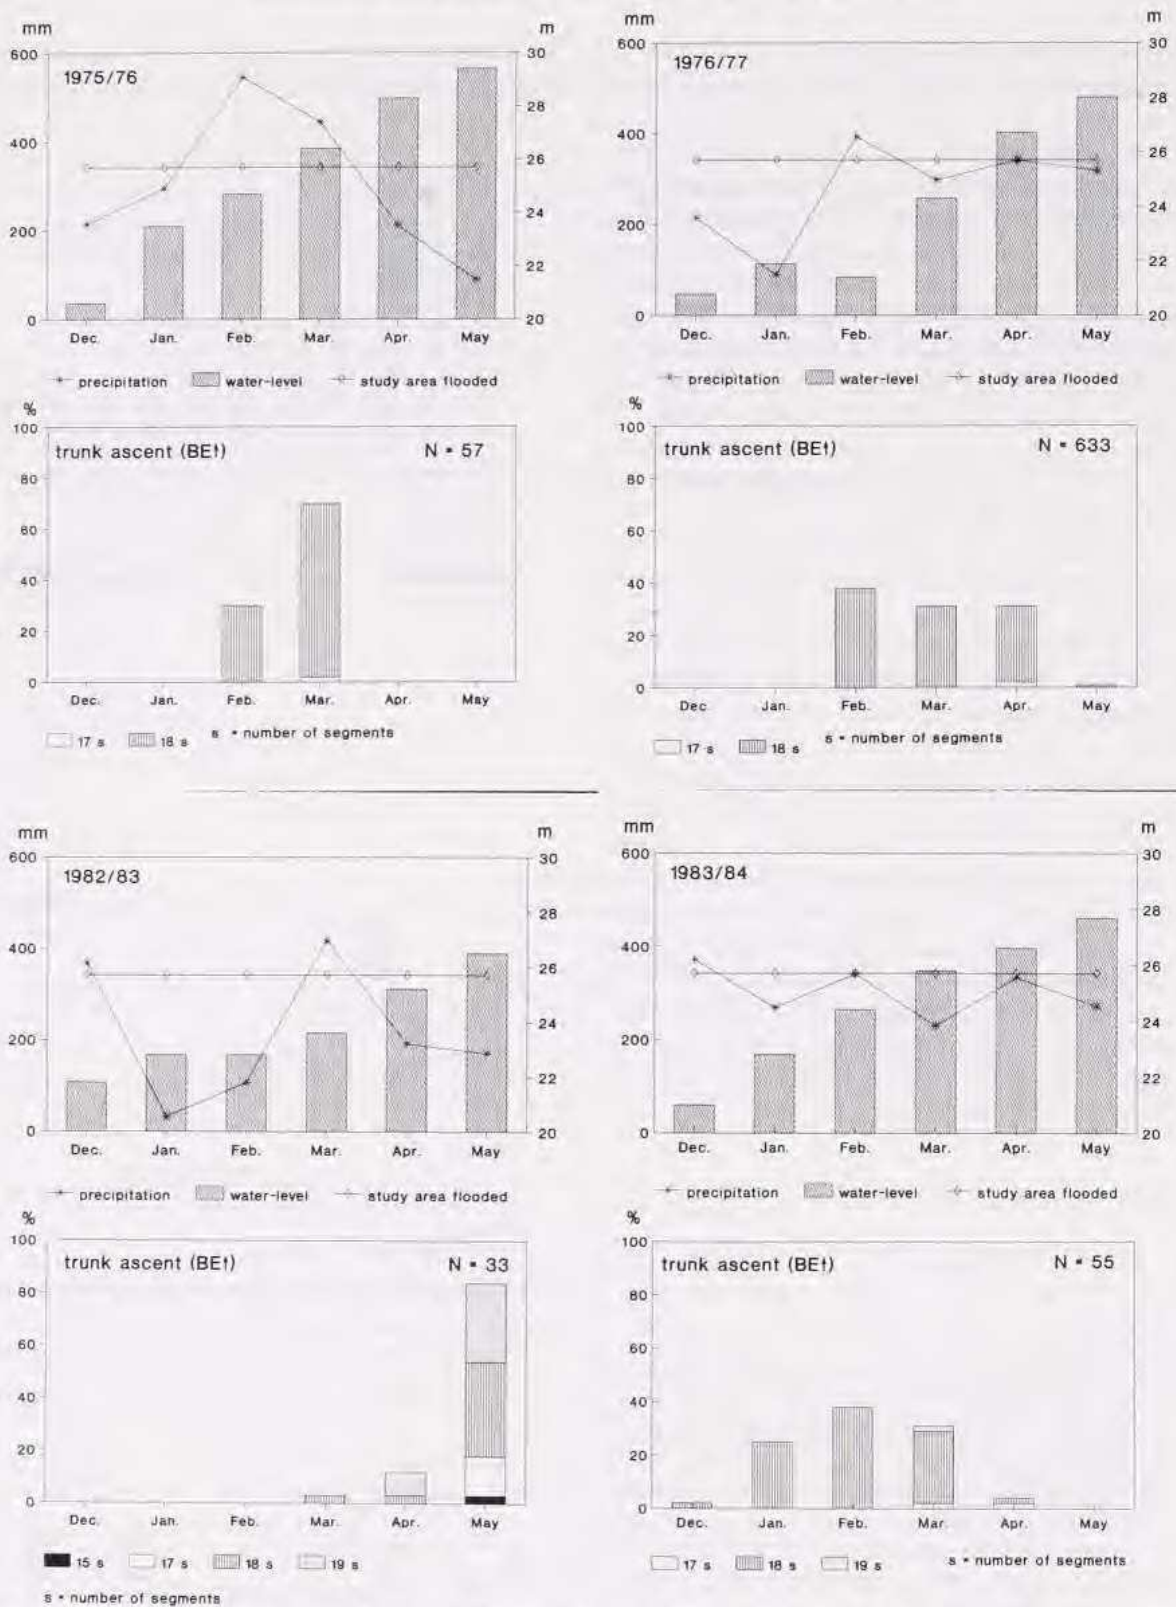 mm m
1975/76
600 400 200 0
30 28 26 24 22 20
Dec. Jan. Feb. Mar. Apr. May
precipitation water-level study area flooded
%
trunk ascent (BE↑) N = 57
100 80 60 40 20 0
Dec. Jan. Feb. Mar. Apr. May
17 s 18 s s = number of segments
mm m
1976/77
600 400 200 0
30 28 26 24 22 20
Dec. Jan. Feb. Mar. Apr. May
precipitation water-level study area flooded
%
trunk ascent (BE↑) N = 633
100 80 60 40 20 0
Dec. Jan. Feb. Mar. Apr. May
17 s 18 s s = number of segments
mm m
1982/83
600 400 200 0
30 28 26 24 22 20
Dec. Jan. Feb. Mar. Apr. May
precipitation water-level study area flooded
%
trunk ascent (BE↑) N = 33
100 80 60 40 20 0
Dec. Jan. Feb. Mar. Apr. May
15 s 17 s 18 s 19 s
s = number of segments
mm m
1983/84
600 400 200 0
30 28 26 24 22 20
Dec. Jan. Feb. Mar. Apr. May
precipitation water-level study area flooded
%
trunk ascent (BE↑) N = 55
100 80 60 40 20 0
Dec. Jan. Feb. Mar. Apr. May
17 s 18 s 19 s s = number of segments